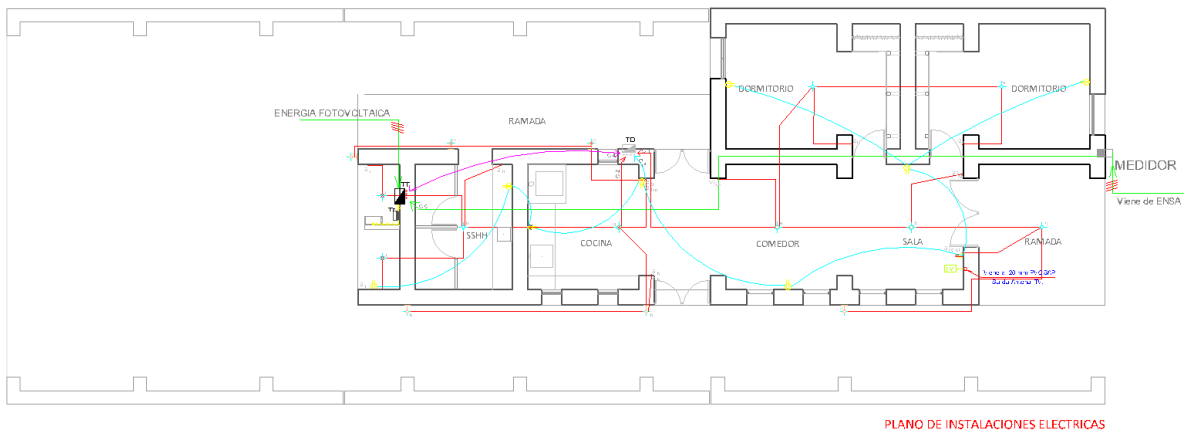 DORMITORIO
DORMITORIO
ENERGIA FOTOVOLTAICA
RAMADA
TD
MEDIDOR
Viene de ENSA
TT
SSHH
COCINA
COMEDOR
SALA
RAMADA
PLANO DE INSTALACIONES ELECTRICAS